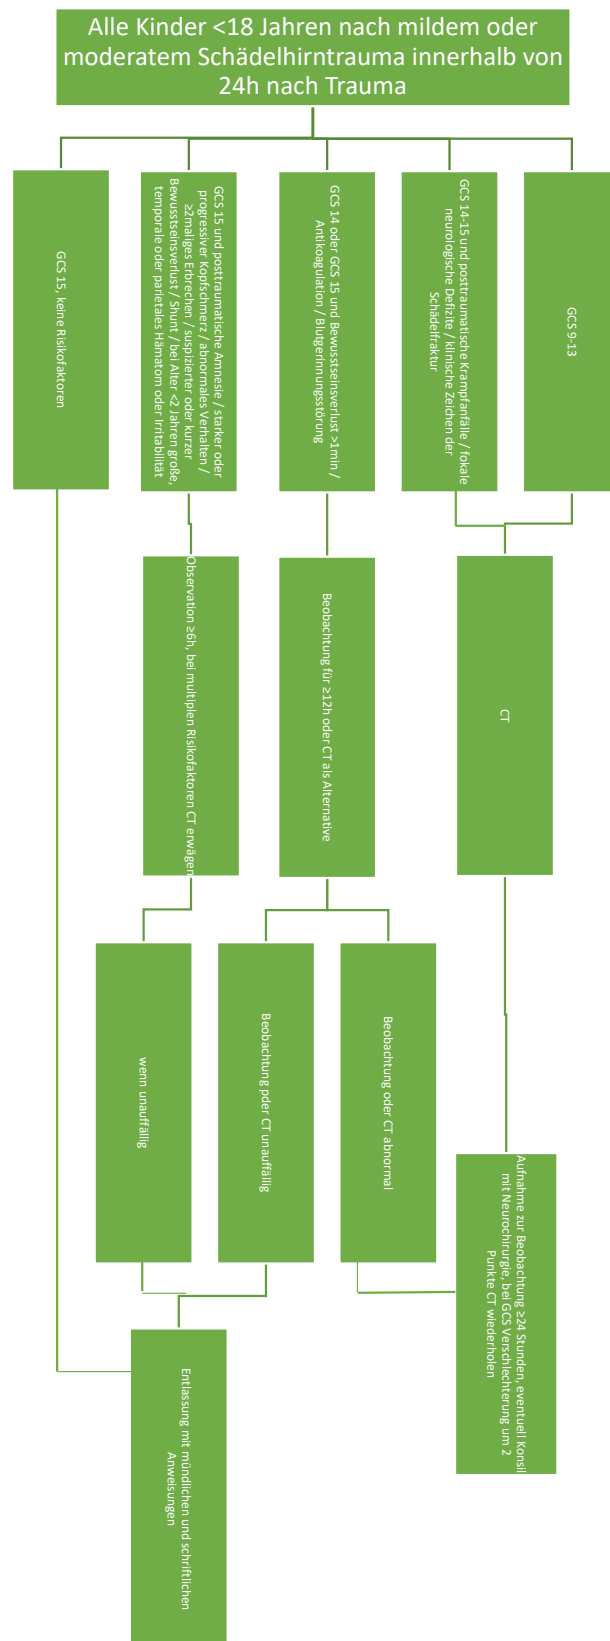 Alle Kinder <18 Jahren nach mildem oder
moderatem Schädelhirntrauma innerhalb von
24h nach Trauma
GCS 15, keine Risikofaktoren
GCS 15 und posttraumatische Amnesie / starker oder
progressiver Kopfschmerz / abnormales Verhalten /
≥2maliges Erbrechen / suspizierter oder kurzer
Bewusstseinsverlust / Shunt / bei Alter <2 Jahren große,
temporale oder parietales Hämatom oder Irritabilität
GCS 14 oder GCS 15 und Bewusstseinsverlust >1min /
Antikoagulation / Blutgerinnungsstörung
GCS 14-15 und posttraumatische Krampfanfälle / fokale
neurologische Defizite / klinische Zeichen der
Schädelfraktur
GCS 9-13
Observation ≥6h, bei multiplen Risikofaktoren CT erwägen
Beobachtung für ≥12h oder CT als Alternative
CT
wenn unauffällig
Beobachtung pder CT unauffällig
Beobachtung oder CT abnormal
Aufnahme zur Beobachtung ≥24 Stunden, eventuell Konsil
mit Neurochirurgie, bei GCS Verschlechterung um 2
Punkte CT wiederholen
Entlassung mit mündlichen und schriftlichen
Anweisungen